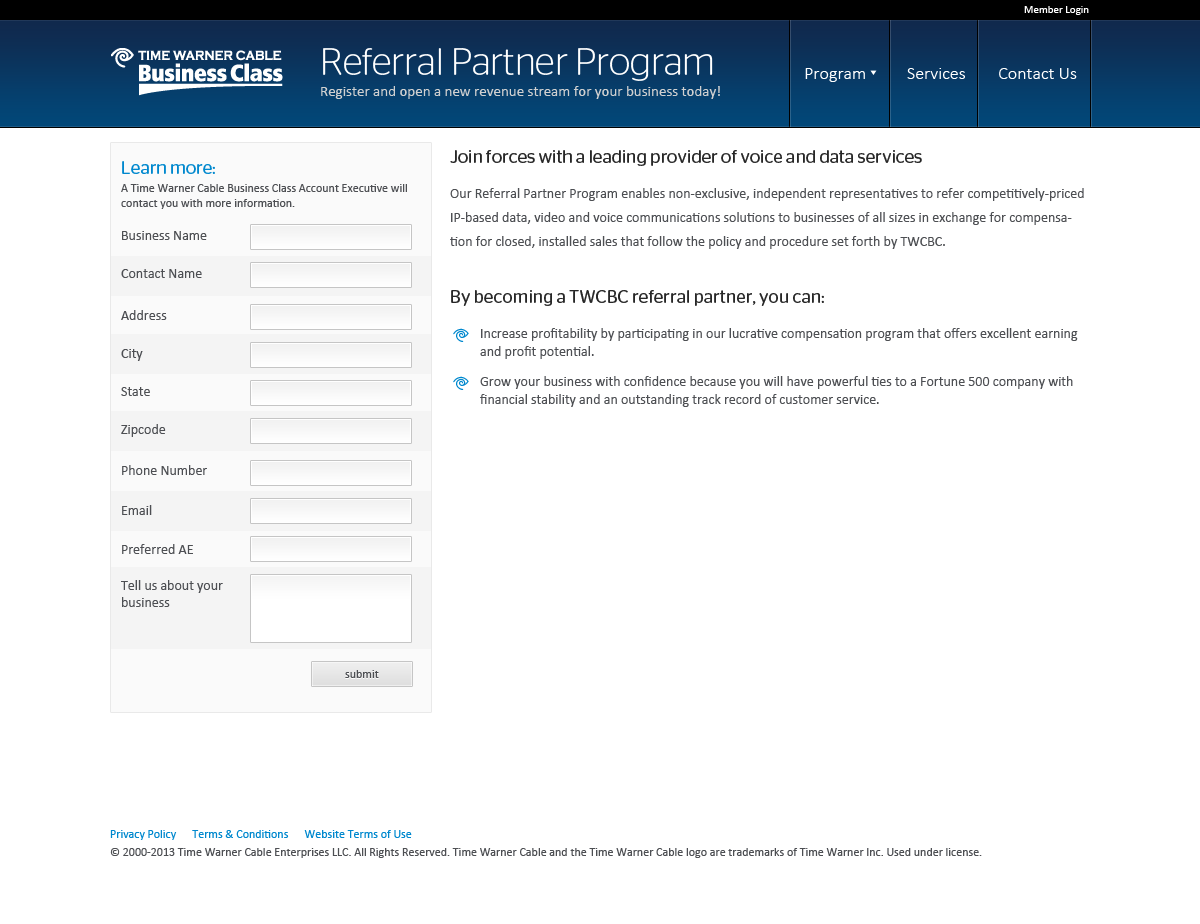 Member Login
TIME WARNER CABLE
Business Class
Referral Partner Program
Register and open a new revenue stream for your business today!
Program
Services
Contact Us
Learn more:
A Time Warner Cable Business Class Account Executive will
contact you with more information.
Business Name
Contact Name
Address
City
State
Zipcode
Phone Number
Email
Preferred AE
Tell us about your
business
submit
Join forces with a leading provider of voice and data services
Our Referral Partner Program enables non-exclusive, independent representatives to refer competitively-priced
IP-based data, video and voice communications solutions to businesses of all sizes in exchange for compensa-
tion for closed, installed sales that follow the policy and procedure set forth by TWCBC.
By becoming a TWCBC referral partner, you can:
Increase profitability by participating in our lucrative compensation program that offers excellent earning
and profit potential.
Grow your business with confidence because you will have powerful ties to a Fortune 500 company with
financial stability and an outstanding track record of customer service.
Privacy Policy Terms & Conditions Website Terms of Use
© 2000-2013 Time Warner Cable Enterprises LLC. All Rights Reserved. Time Warner Cable and the Time Warner Cable logo are trademarks of Time Warner Inc. Used under license.